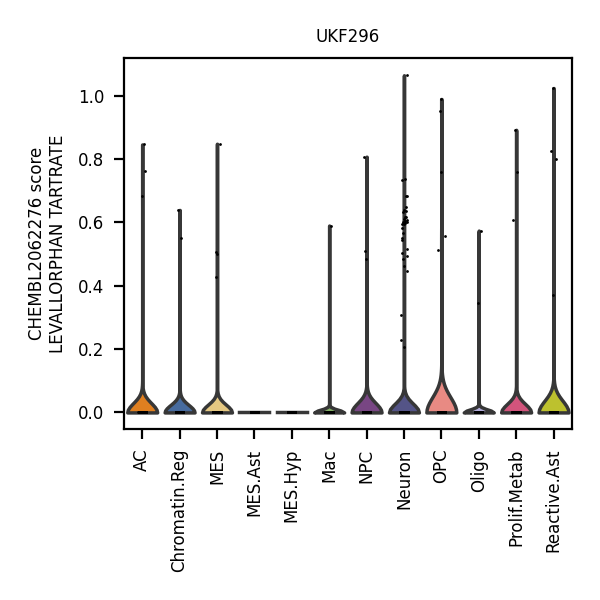 UKF296
CHEMBL2062276 score
LEVALLORPHAN TARTRATE
1.0
0.8
0.6
0.4
0.2
0.0
AC
Chromatin.Reg
MES
MES.Ast
MES.Hyp
Mac
NPC
Neuron
OPC
Oligo
Prolif.Metab
Reactive.Ast